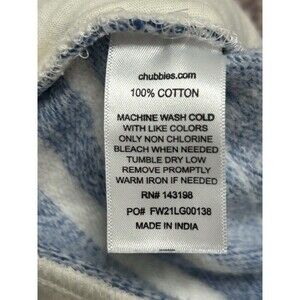 chubbies.com
100% COTTON
MACHINE WASH COLD
WITH LIKE COLORS
ONLY NON CHLORINE
BLEACH WHEN NEEDED
TUMBLE DRY LOW
REMOVE PROMPTLY
WARM IRON IF NEEDED
RN# 143198
PO# FW21LG00138
MADE IN INDIA